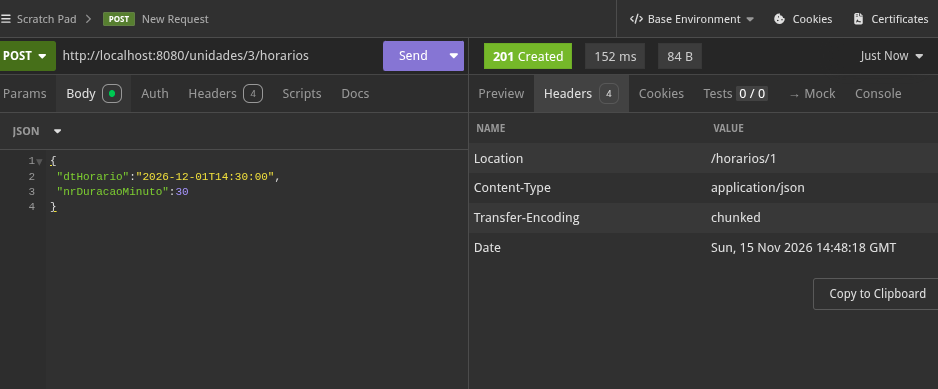 Scratch Pad > POST New Request
</> Base Environment Cookies Certificates
POST http://localhost:8080/unidades/3/horarios Send
201 Created 152 ms 84 B Just Now
Params Body Auth Headers 4 Scripts Docs
Preview Headers 4 Cookies Tests 0 / 0 → Mock Console
JSON
1 {
2 "dtHorario":"2026-12-01T14:30:00",
3 "nrDuracaoMinuto":30
4 }
NAME VALUE
Location /horarios/1
Content-Type application/json
Transfer-Encoding chunked
Date Sun, 15 Nov 2026 14:48:18 GMT
Copy to Clipboard